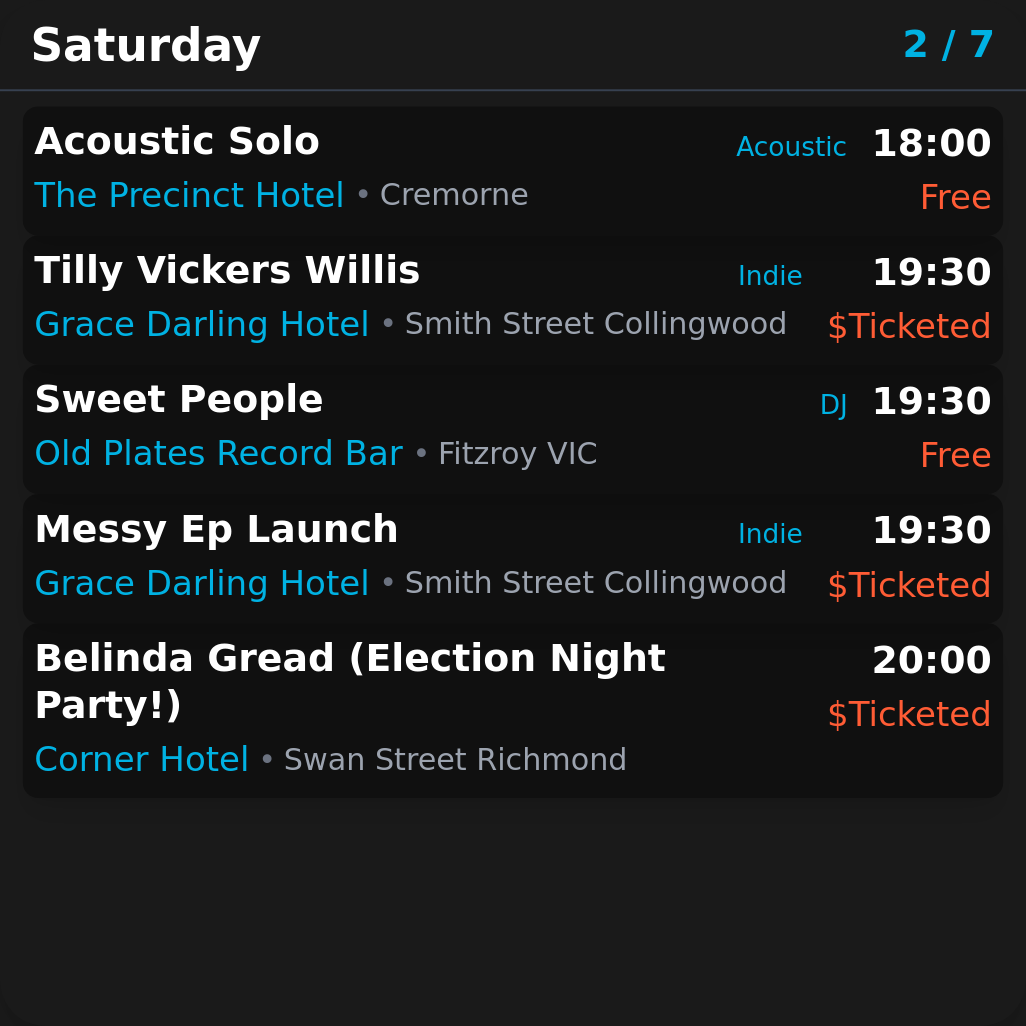 Saturday 2 / 7
Acoustic Solo Acoustic 18:00
The Precinct Hotel • Cremorne Free
Tilly Vickers Willis Indie 19:30
Grace Darling Hotel • Smith Street Collingwood $Ticketed
Sweet People DJ 19:30
Old Plates Record Bar • Fitzroy VIC Free
Messy Ep Launch Indie 19:30
Grace Darling Hotel • Smith Street Collingwood $Ticketed
Belinda Gread (Election Night 20:00
Party!) $Ticketed
Corner Hotel • Swan Street Richmond